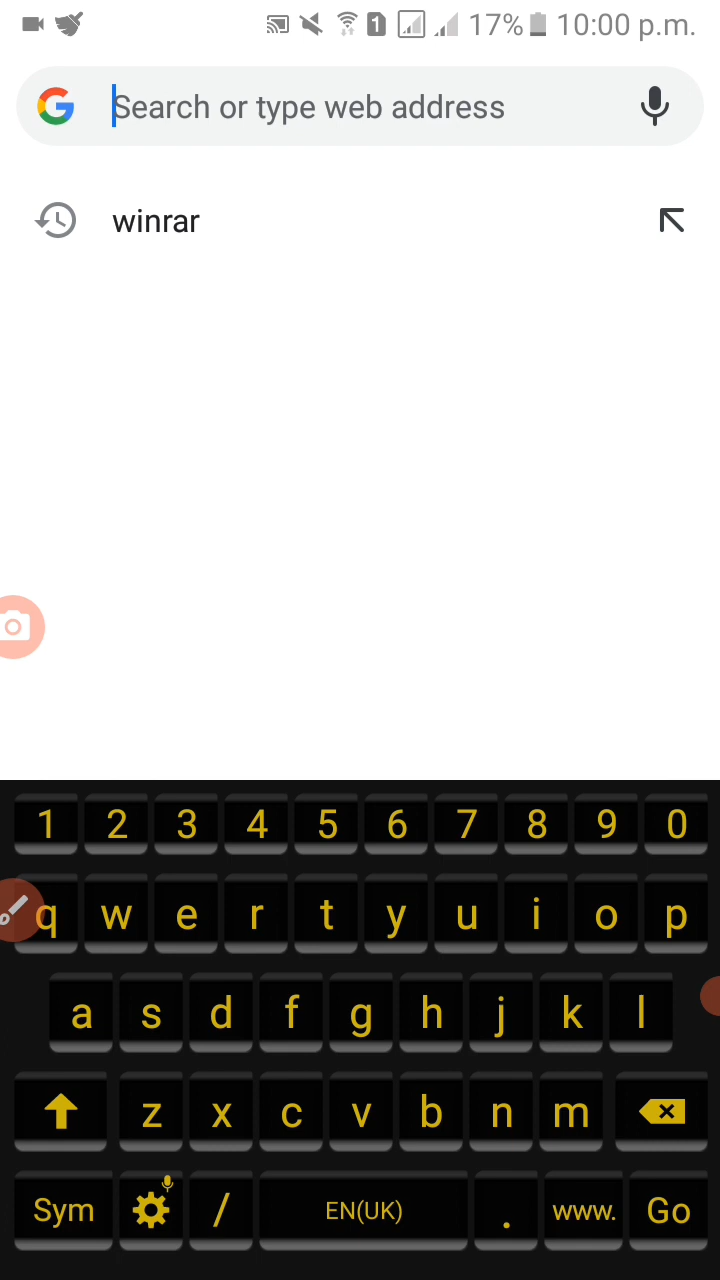 1 17% 10:00 p.m.
Search or type web address
winrar
1 2 3 4 5 6 7 8 9 0
q w e r t y u i o p
a s d f g h j k l
z x c v b n m
Sym / EN(UK) . www. Go